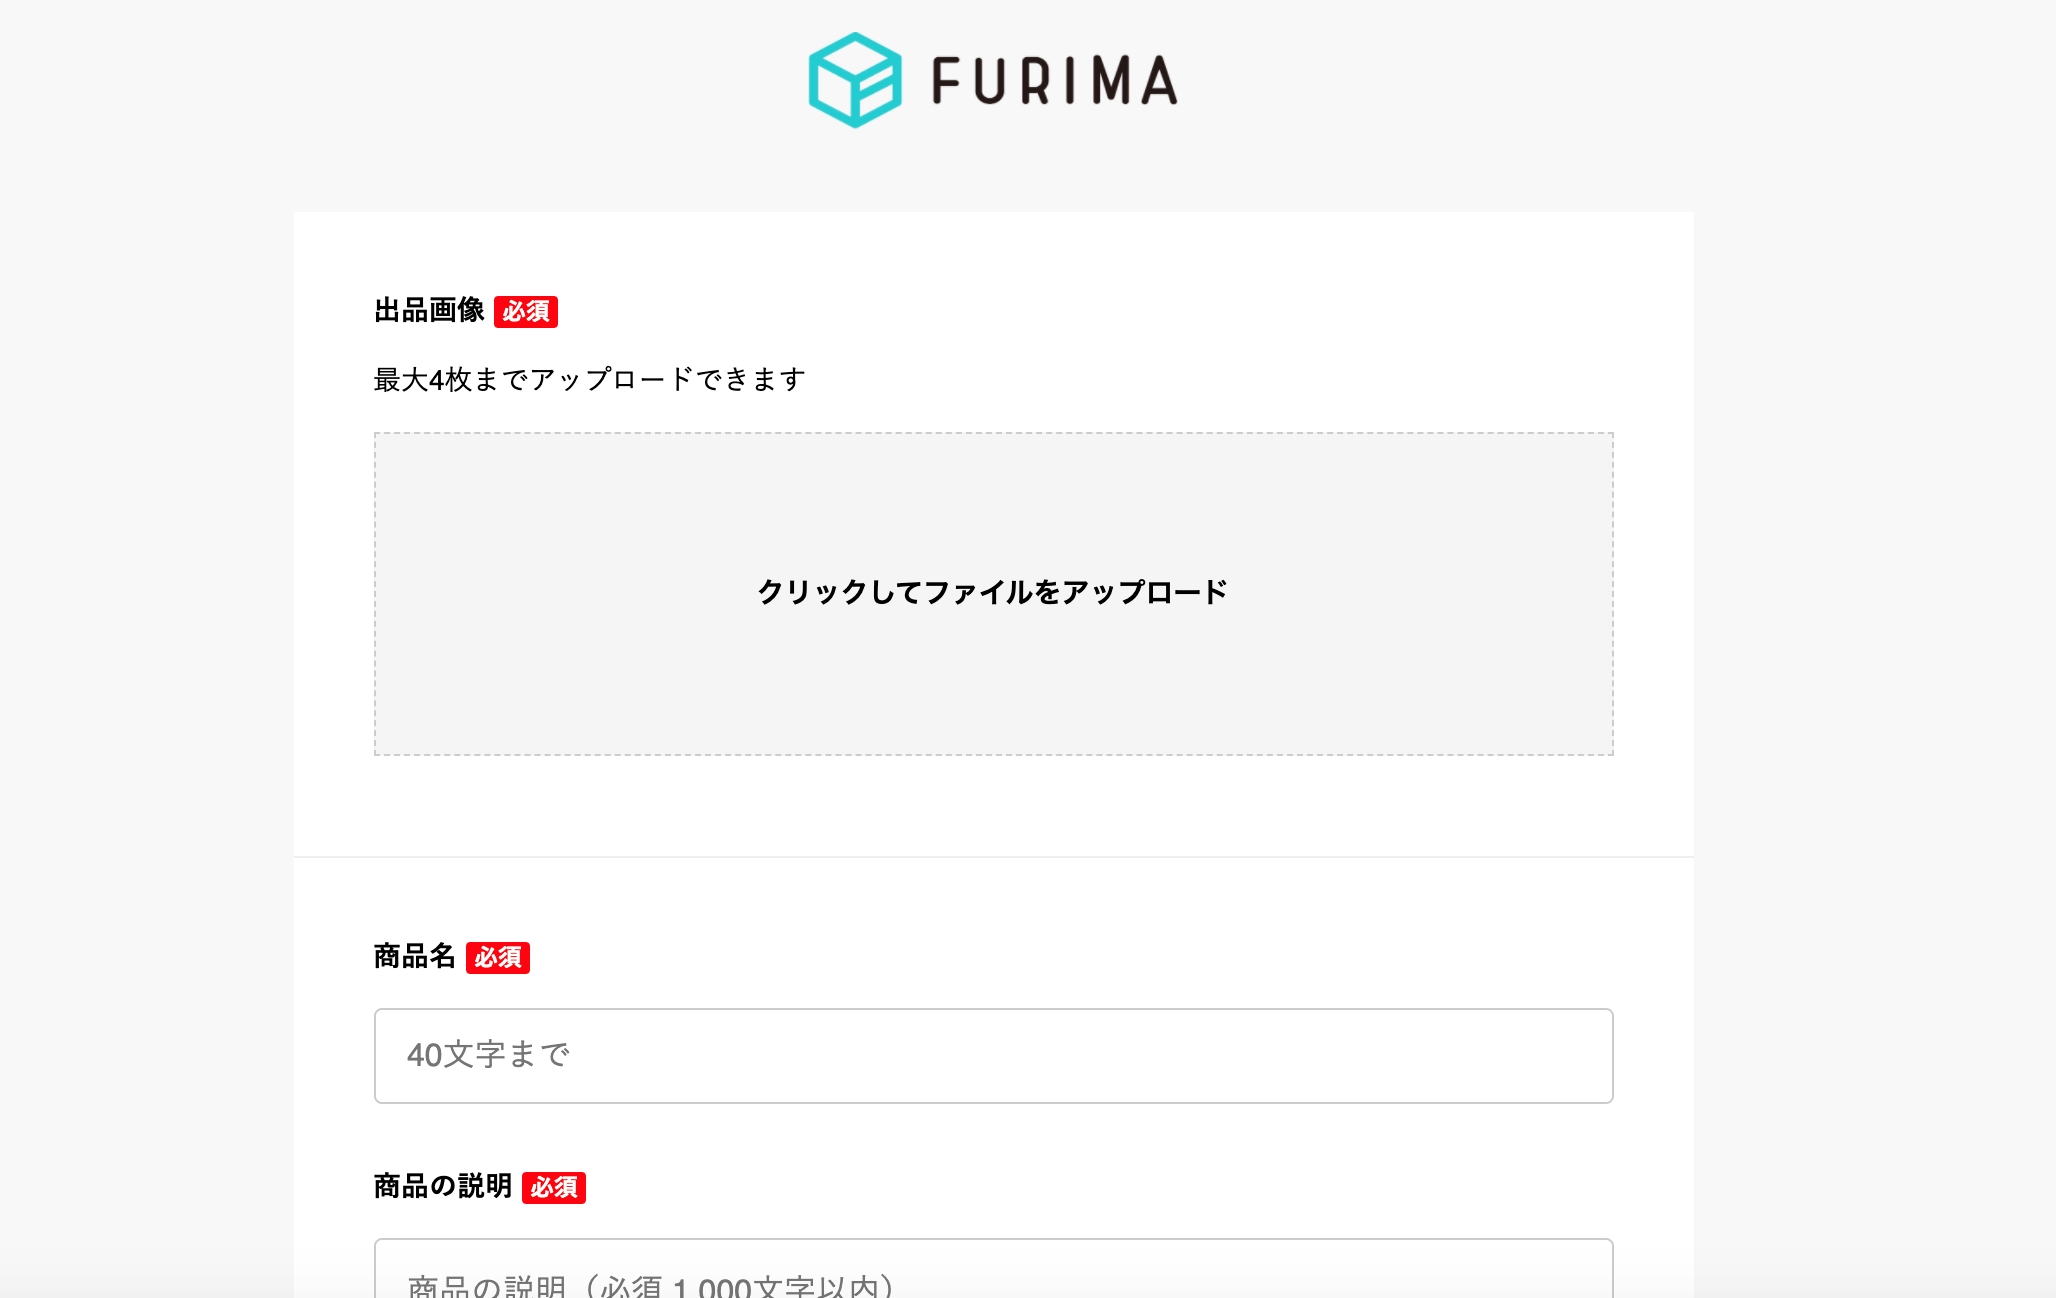 FURIMA
出品画像 必須
最大4枚までアップロードできます
クリックしてファイルをアップロード
商品名 必須
40文字まで
商品の説明 必須
商品の説明（必須 1,000文字以内）